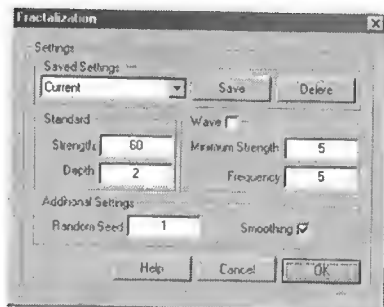 Fractalization
Settings
Saved Settings
Current
Save
Delete
Standard
Wave
Strength: 60
Minimum Strength 5
Depth 2
Frequency 5
Additional Settings
Random Seed 1
Smoothing
Help
Cancel
OK